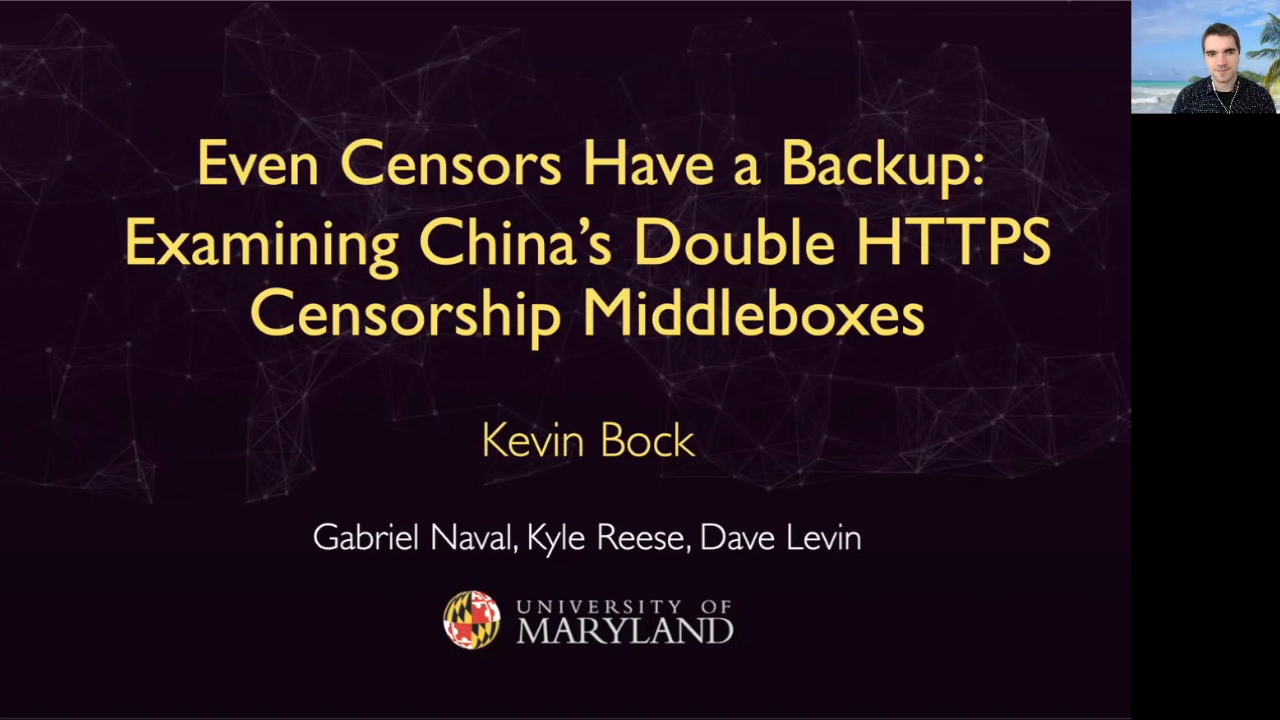 Even Censors Have a Backup:
Examining China's Double HTTPS
Censorship Middleboxes
Kevin Bock
Gabriel Naval, Kyle Reese, Dave Levin
UNIVERSITY OF
MARYLAND